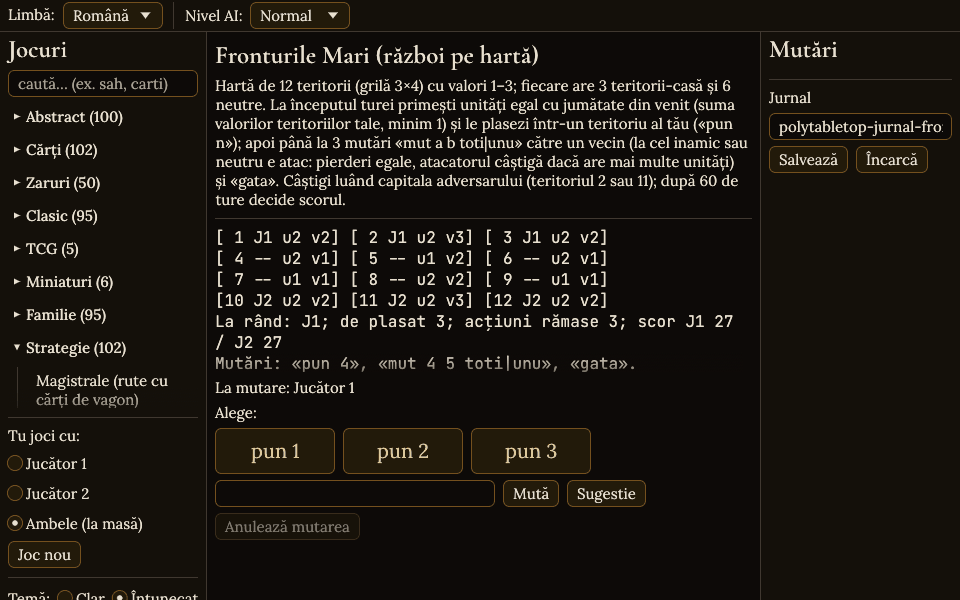 Limbă: Română ▼ Nivel AI: Normal ▼
Jocuri
caută... (ex. sah, carti)
▸ Abstract (100)
▸ Cărți (102)
▸ Zaruri (50)
▸ Clasic (95)
▸ TCG (5)
▸ Miniaturi (6)
▸ Familie (95)
▾ Strategie (102)
Magistrale (rute cu
cărți de vagon)
Tu joci cu:
Jucător 1
Jucător 2
Ambele (la masă)
Joc nou
Temă: Clar Întunecat
Fronturile Mari (război pe hartă)
Hartă de 12 teritorii (grilă 3×4) cu valori 1–3; fiecare are 3 teritorii-casă și 6
neutre. La începutul turei primești unități egal cu jumătate din venit (suma
valorilor teritoriilor tale, minim 1) și le plasezi într-un teritoriu al tău («pun
n»); apoi până la 3 mutări «mut a b toti|unu» către un vecin (la cel inamic sau
neutru e atac: pierderi egale, atacatorul câștigă dacă are mai multe unități)
și «gata». Câștigi luând capitala adversarului (teritoriul 2 sau 11); după 60 de
ture decide scorul.
[ 1 J1 u2 v2] [ 2 J1 u2 v3] [ 3 J1 u2 v2]
[ 4 -- u2 v1] [ 5 -- u1 v2] [ 6 -- u2 v1]
[ 7 -- u1 v1] [ 8 -- u2 v2] [ 9 -- u1 v1]
[10 J2 u2 v2] [11 J2 u2 v3] [12 J2 u2 v2]
La rând: J1; de plasat 3; acțiuni rămase 3; scor J1 27
/ J2 27
Mutări: «pun 4», «mut 4 5 toti|unu», «gata».
La mutare: Jucător 1
Alege:
pun 1 pun 2 pun 3
Mută Sugestie
Anulează mutarea
Mutări
Jurnal
polytabletop-jurnal-fro
Salvează Încarcă